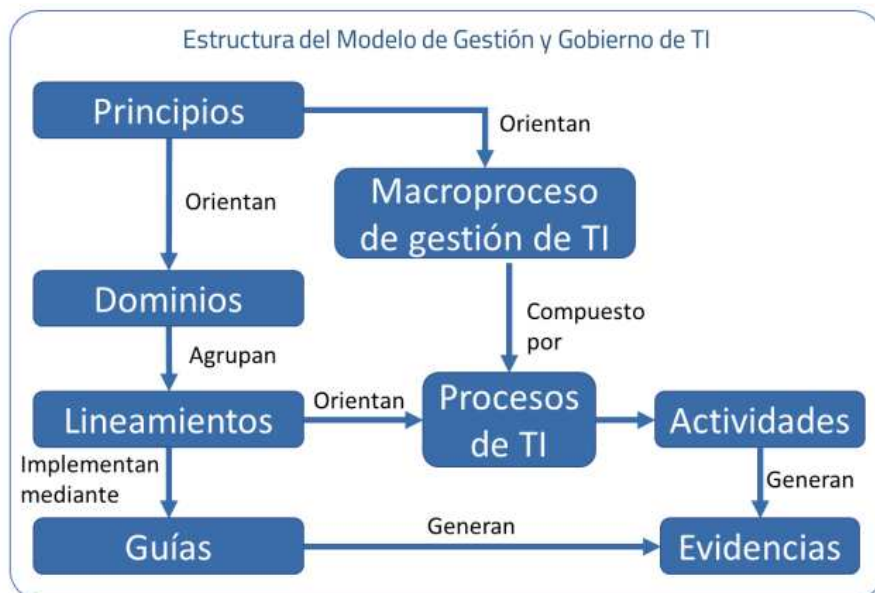 Estructura del Modelo de Gestión y Gobierno de TI
Principios
Orientan
Orientan
Macroproceso
de gestión de TI
Dominios
Compuesto
por
Agrupan
Lineamientos
Orientan
Procesos
de TI
Actividades
Implementan
mediante
Generan
Guías
Generan
Evidencias